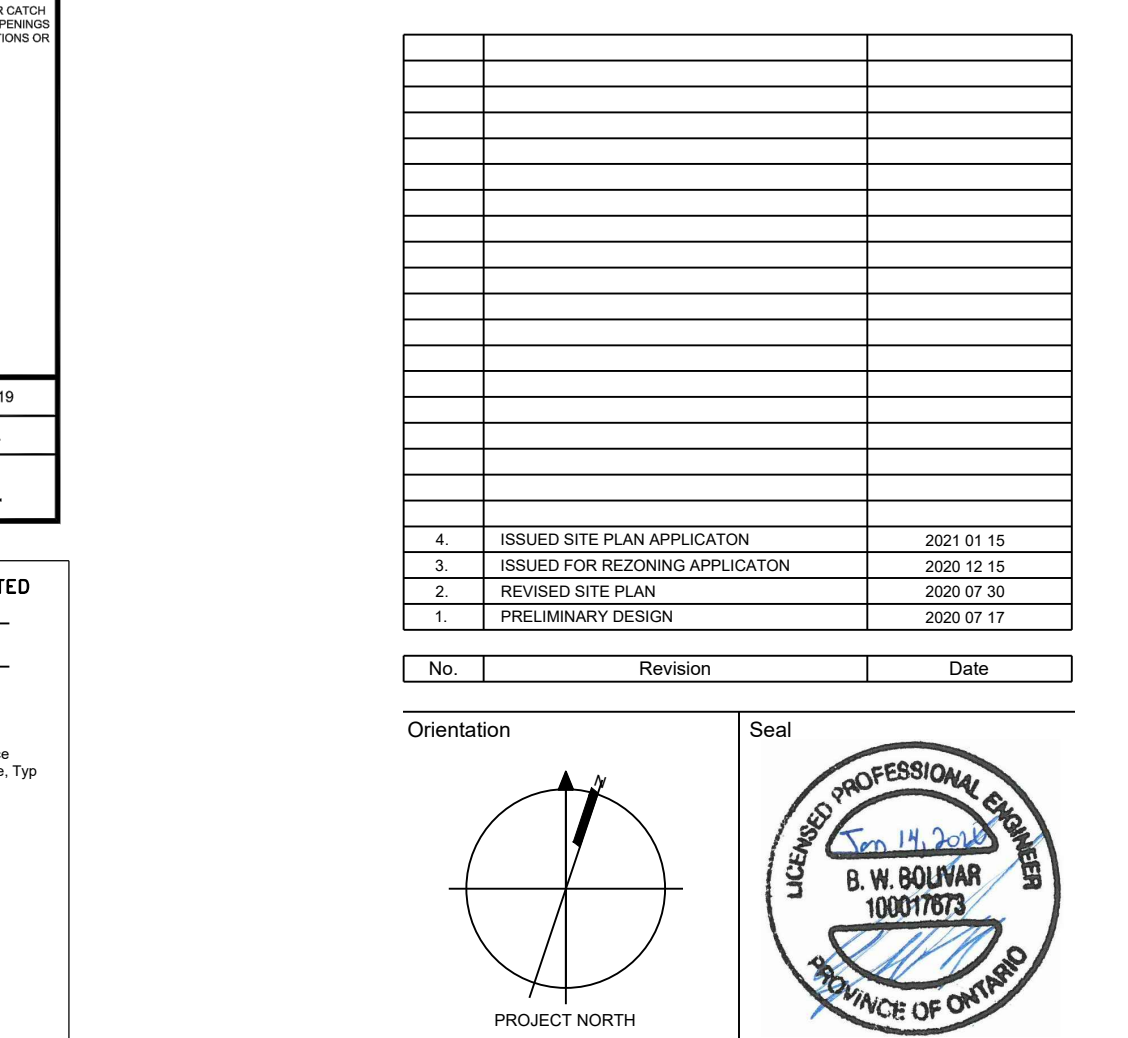 R CATCH
PENINGS
TIONS OR
19
TED
e, Typ
4. ISSUED SITE PLAN APPLICATON 2021 01 15
3. ISSUED FOR REZONING APPLICATON 2020 12 15
2. REVISED SITE PLAN 2020 07 30
1. PRELIMINARY DESIGN 2020 07 17
No. Revision Date
Orientation
N
PROJECT NORTH
Seal
LICENSED PROFESSIONAL ENGINEER
14,
B. W. BOLIVAR
100017673
PROVINCE OF ONTARIO